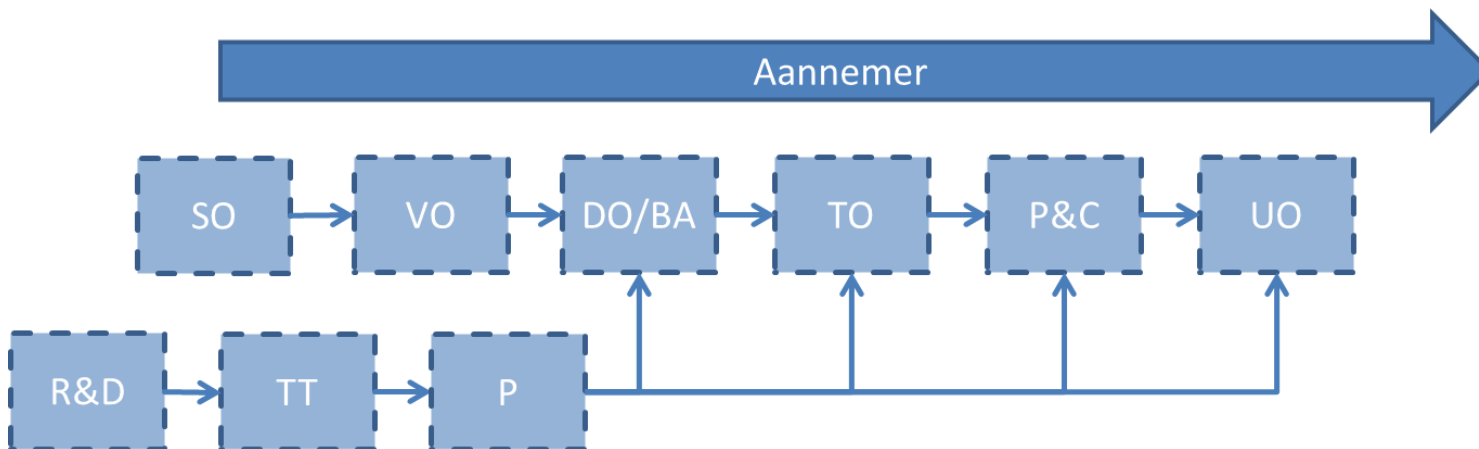 Aannemer
SO
VO
DO/BA
TO
P&C
UO
R&D
TT
P